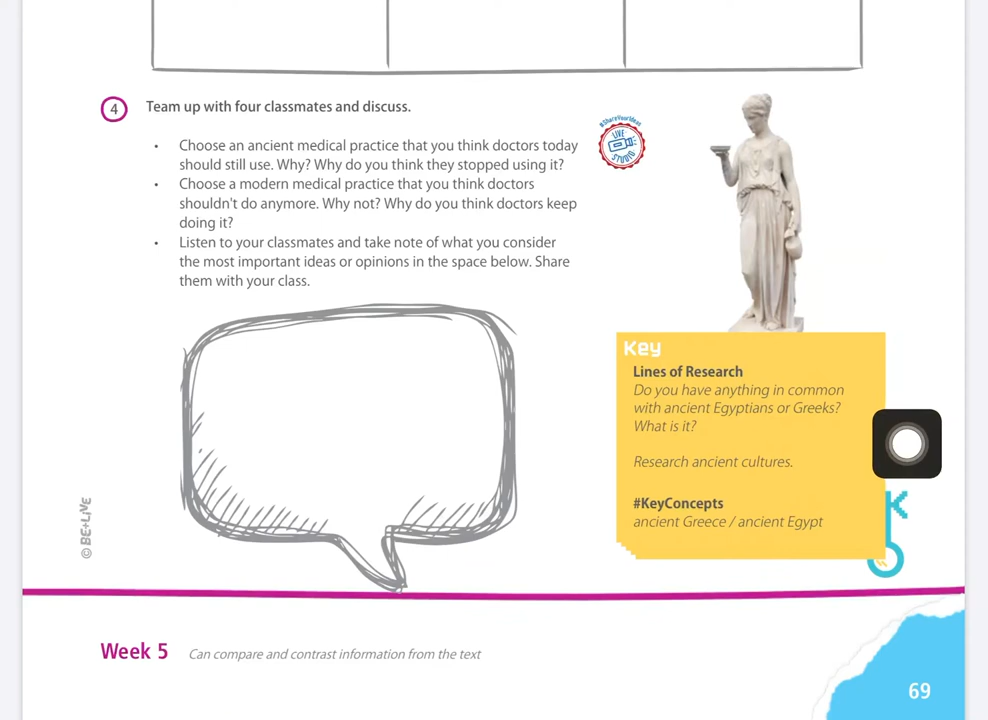 4 Team up with four classmates and discuss.
• Choose an ancient medical practice that you think doctors today
should still use. Why? Why do you think they stopped using it?
• Choose a modern medical practice that you think doctors
shouldn't do anymore. Why not? Why do you think doctors keep
doing it?
• Listen to your classmates and take note of what you consider
the most important ideas or opinions in the space below. Share
them with your class.
#ShareYourIdeas
LIVE
STUDIO
Key
Lines of Research
Do you have anything in common
with ancient Egyptians or Greeks?
What is it?
Research ancient cultures.
#KeyConcepts
ancient Greece / ancient Egypt
K
© BE+LIVE
Week 5 Can compare and contrast information from the text
69